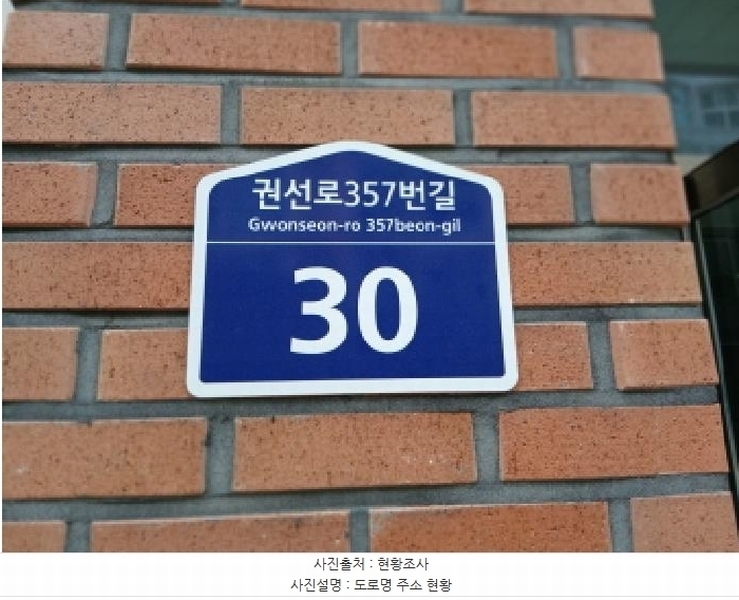 권선로357번길
Gwonseon-ro 357beon-gil
30
사진출처 : 현황조사
사진설명 : 도로명 주소 현황